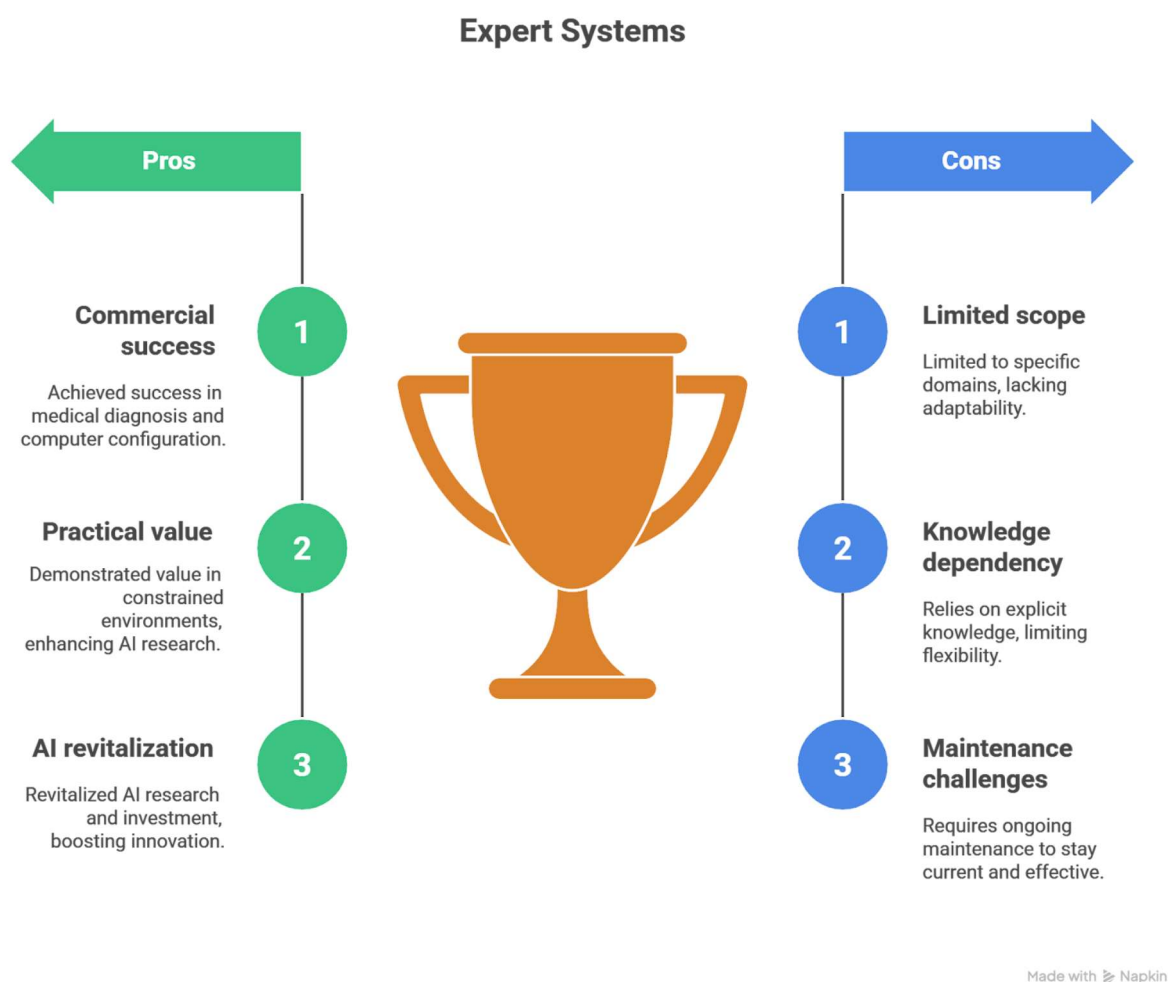 Expert Systems
Pros
1
Commercial
success
Achieved success in
medical diagnosis and
computer configuration.
2
Practical value
Demonstrated value in
constrained
environments,
enhancing AI research.
3
AI revitalization
Revitalized AI research
and investment,
boosting innovation.
Cons
1
Limited scope
Limited to specific
domains, lacking
adaptability.
2
Knowledge
dependency
Relies on explicit
knowledge, limiting
flexibility.
3
Maintenance
challenges
Requires ongoing
maintenance to stay
current and effective.
Made with Napkin